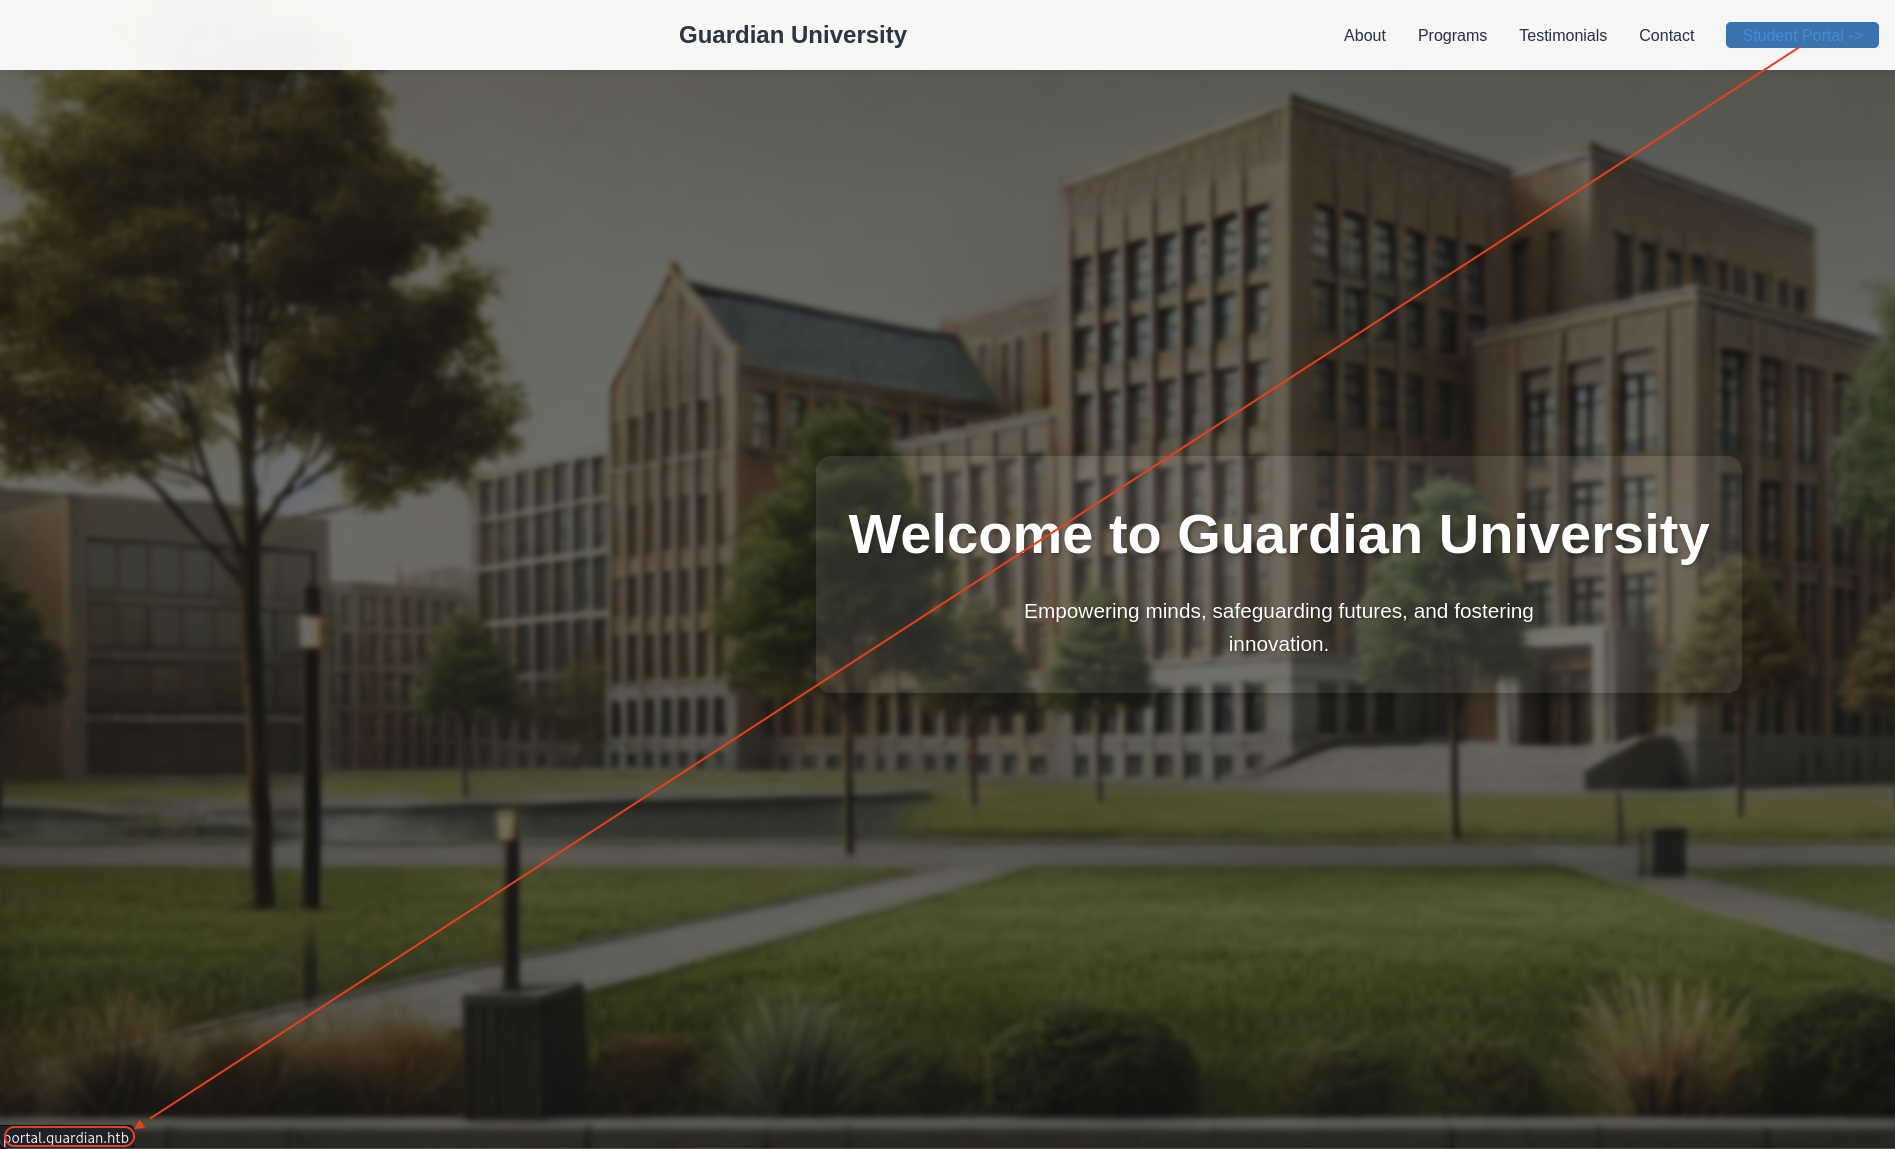 Guardian University
About
Programs
Testimonials
Contact
Student Portal ->
Welcome to Guardian University
Empowering minds, safeguarding futures, and fostering
innovation.
portal.guardian.htb